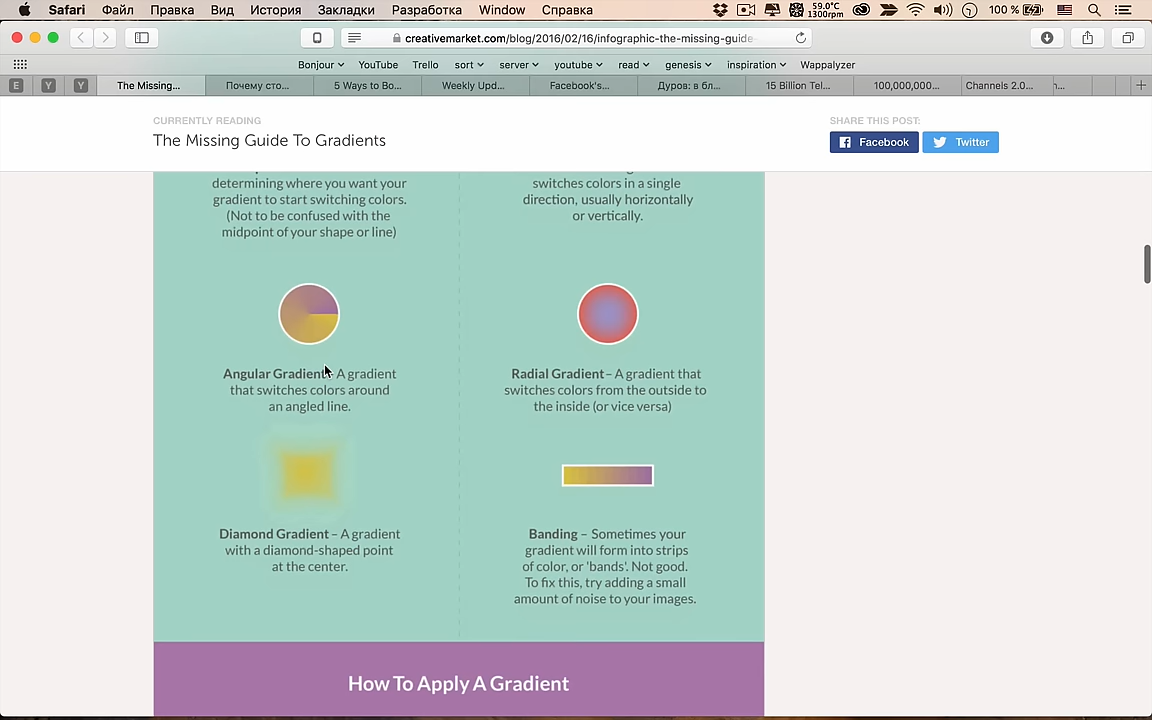 Safari Файл Правка Вид История Закладки Разработка Window Справка 59.0°C 1300rpm 100 %
creativemarket.com/blog/2016/02/16/infographic-the-missing-guide-
Bonjour YouTube Trello sort server youtube read genesis inspiration Wappalyzer
E Y Y The Missing... Почему сто... 5 Ways to Bo... Weekly Upd... Facebook's... Дуров: в бл... 15 Billion Tel... 100,000,000... Channels 2.0...
CURRENTLY READING
The Missing Guide To Gradients
SHARE THIS POST:
Facebook Twitter
determining where you want your
gradient to start switching colors.
(Not to be confused with the
midpoint of your shape or line)
switches colors in a single
direction, usually horizontally
or vertically.
Angular Gradient – A gradient
that switches colors around
an angled line.
Radial Gradient – A gradient that
switches colors from the outside to
the inside (or vice versa)
Diamond Gradient – A gradient
with a diamond-shaped point
at the center.
Banding – Sometimes your
gradient will form into strips
of color, or 'bands'. Not good.
To fix this, try adding a small
amount of noise to your images.
How To Apply A Gradient